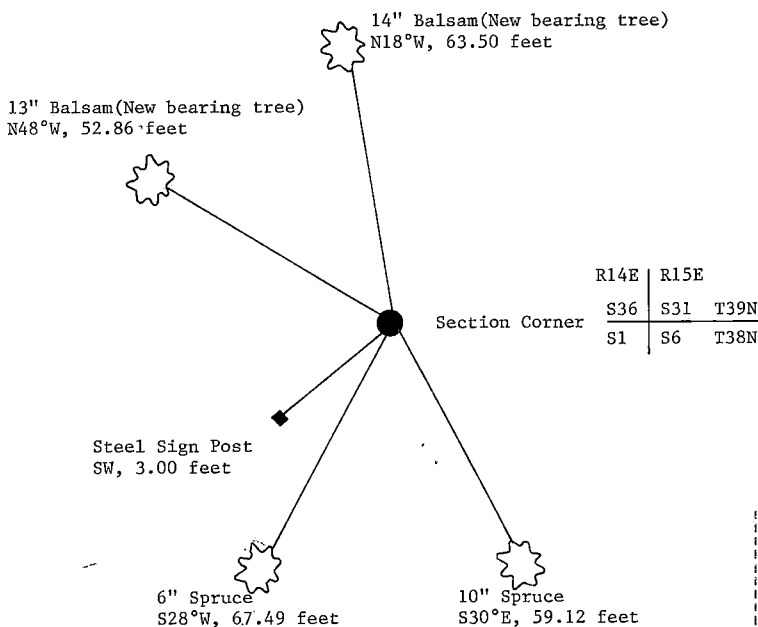 14" Balsam(New bearing tree)
N18°W, 63.50 feet
13" Balsam(New bearing tree)
N48°W, 52.86 feet
R14E R15E
Section Corner S36 S31 T39N
S1 S6 T38N
Steel Sign Post
SW, 3.00 feet
6" Spruce
S28°W, 67.49 feet
10" Spruce
S30°E, 59.12 feet